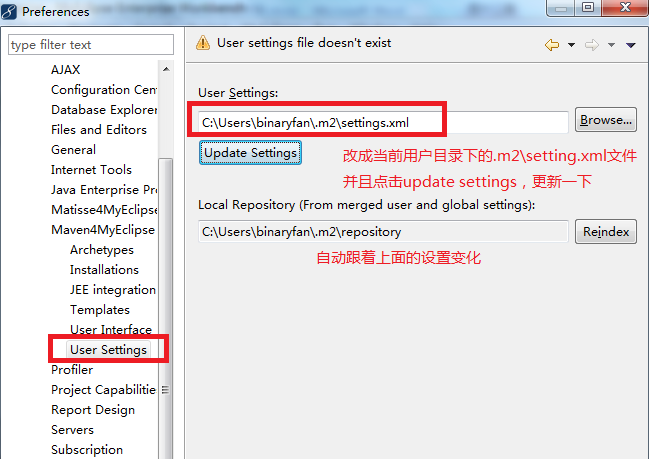 Preferences
type filter text
User settings file doesn't exist
AJAX
Configuration Cen
Database Explorer
Files and Editors
General
Internet Tools
Java Enterprise Pr
Matisse4MyEclipse
Maven4MyEclipse
Archetypes
Installations
JEE integration
Templates
User Interface
User Settings
Profiler
Project Capabilities
Report Design
Servers
Subscription
User Settings:
C:\Users\binaryfan\.m2\settings.xml
Browse...
Update Settings
改成当前用户目录下的.m2\setting.xml文件
并且点击update settings，更新一下
Local Repository (From merged user and global settings):
C:\Users\binaryfan\.m2\repository
Reindex
自动跟着上面的设置变化